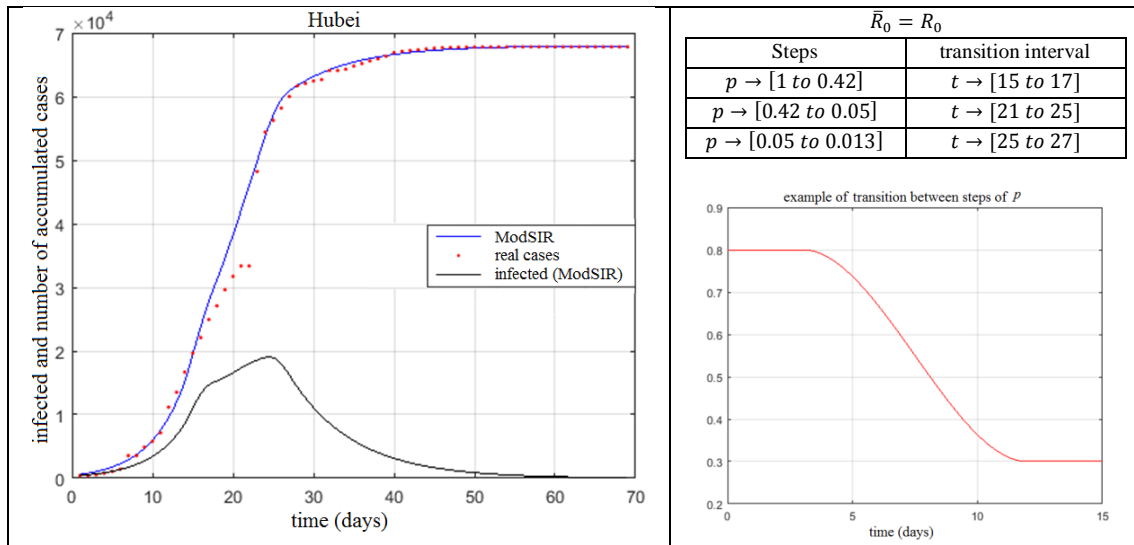 Hubei
×10⁴
7
6
5
4
3
2
1
0
0 10 20 30 40 50 60 70
infected and number of accumulated cases
time (days)
ModSIR
real cases
infected (ModSIR)
R̄₀ = R₀
Steps transition interval
p → [1 to 0.42] t → [15 to 17]
p → [0.42 to 0.05] t → [21 to 25]
p → [0.05 to 0.013] t → [25 to 27]
example of transition between steps of p
0.9
0.8
0.7
0.6
0.5
0.4
0.3
0.2
0 5 10 15
time (days)